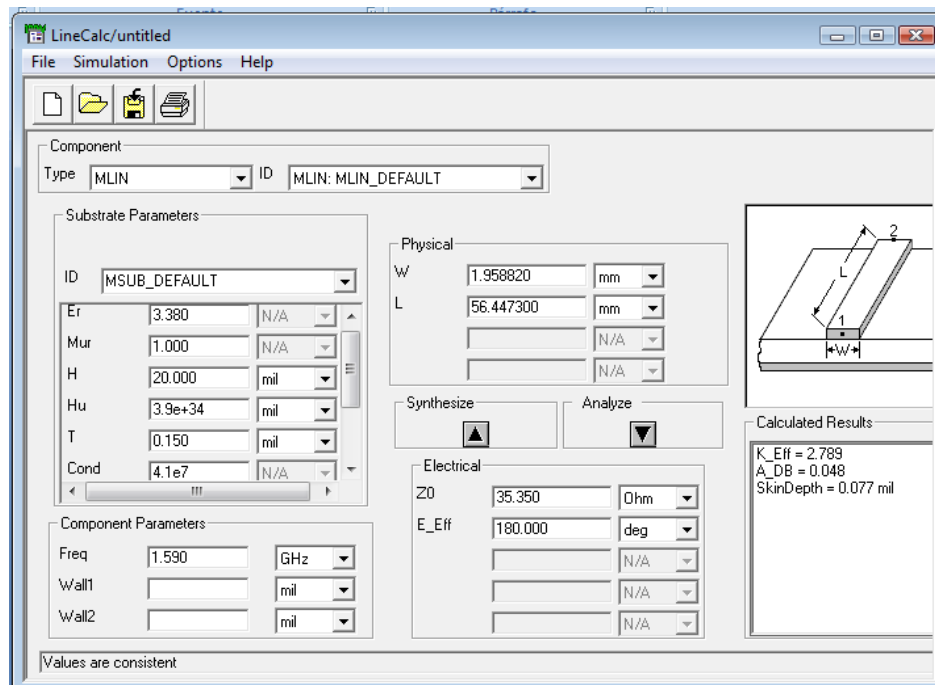 LineCalc/untitled
File Simulation Options Help
Component
Type MLIN ID MLIN: MLIN_DEFAULT
Substrate Parameters
ID MSUB_DEFAULT
Er 3.380 N/A
Mur 1.000 N/A
H 20.000 mil
Hu 3.9e+34 mil
T 0.150 mil
Cond 4.1e7 N/A
Component Parameters
Freq 1.590 GHz
Wall1 mil
Wall2 mil
Physical
W 1.958820 mm
L 56.447300 mm
N/A
N/A
Synthesize Analyze
Electrical
Z0 35.350 Ohm
E_Eff 180.000 deg
N/A
N/A
N/A
2
L
1
W
Calculated Results
K_Eff = 2.789
A_DB = 0.048
SkinDepth = 0.077 mil
Values are consistent